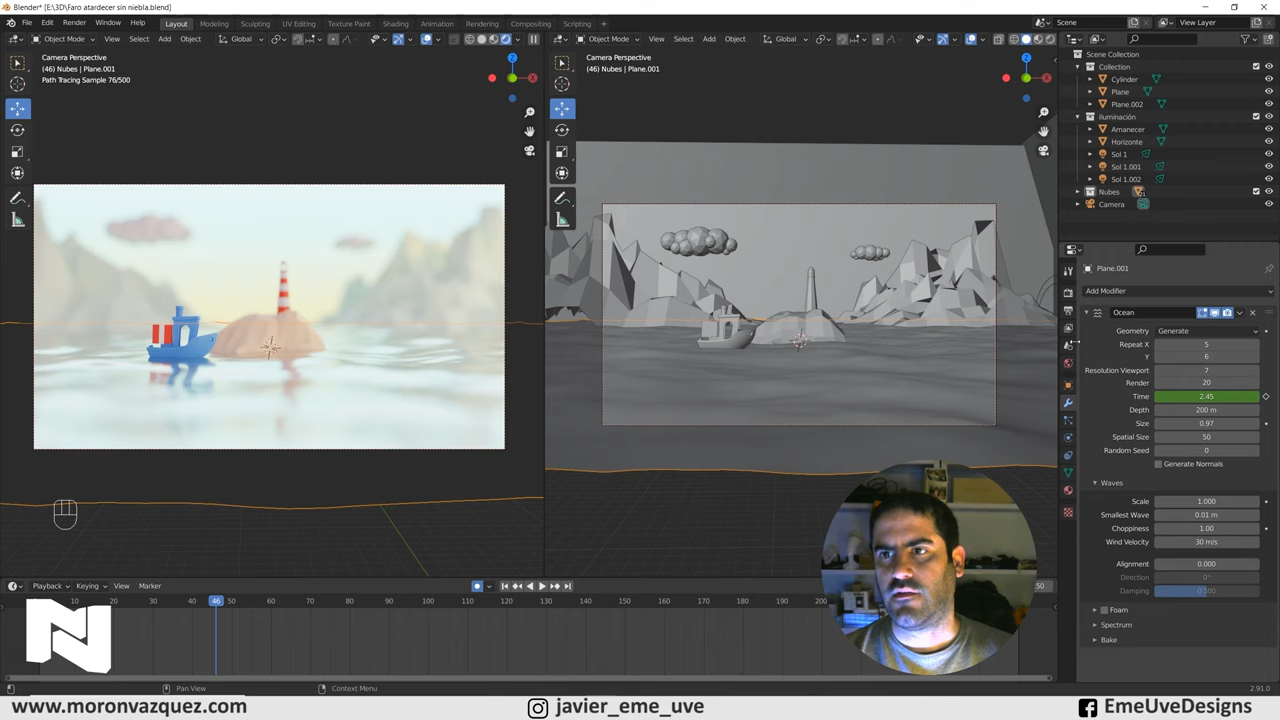 Blender* [E:\3D\Faro atardecer sin niebla.blend]
File Edit Render Window Help
Layout Modeling Sculpting UV Editing Texture Paint Shading Animation Rendering Compositing Scripting +
Scene View Layer
Object Mode View Select Add Object Global
Object Mode View Select Add Object Global
Camera Perspective
(46) Nubes | Plane.001
Path Tracing Sample 76/500
Camera Perspective
(46) Nubes | Plane.001
Scene Collection
Collection
Cylinder
Plane
Plane.002
Iluminación
Amanecer
Horizonte
Sol 1
Sol 1.001
Sol 1.002
Nubes
Camera
Plane.001
Add Modifier
Ocean
Geometry Generate
Repeat X 5
Y 6
Resolution Viewport 7
Render 20
Time 2.45
Depth 200 m
Size 0.97
Spatial Size 50
Random Seed 0
Generate Normals
Waves
Scale 1.000
Smallest Wave 0.01 m
Choppiness 1.00
Wind Velocity 30 m/s
Alignment 0.000
Direction 0°
Damping 0.500
Foam
Spectrum
Bake
Playback Keying View Marker
10 20 30 46 50 60 70 80 90 100 110 120 130 140 150 160 170 180 190 200
N
Pan View Context Menu 2.91.0
www.moronvazquez.com javier_eme_uve EmeUveDesigns